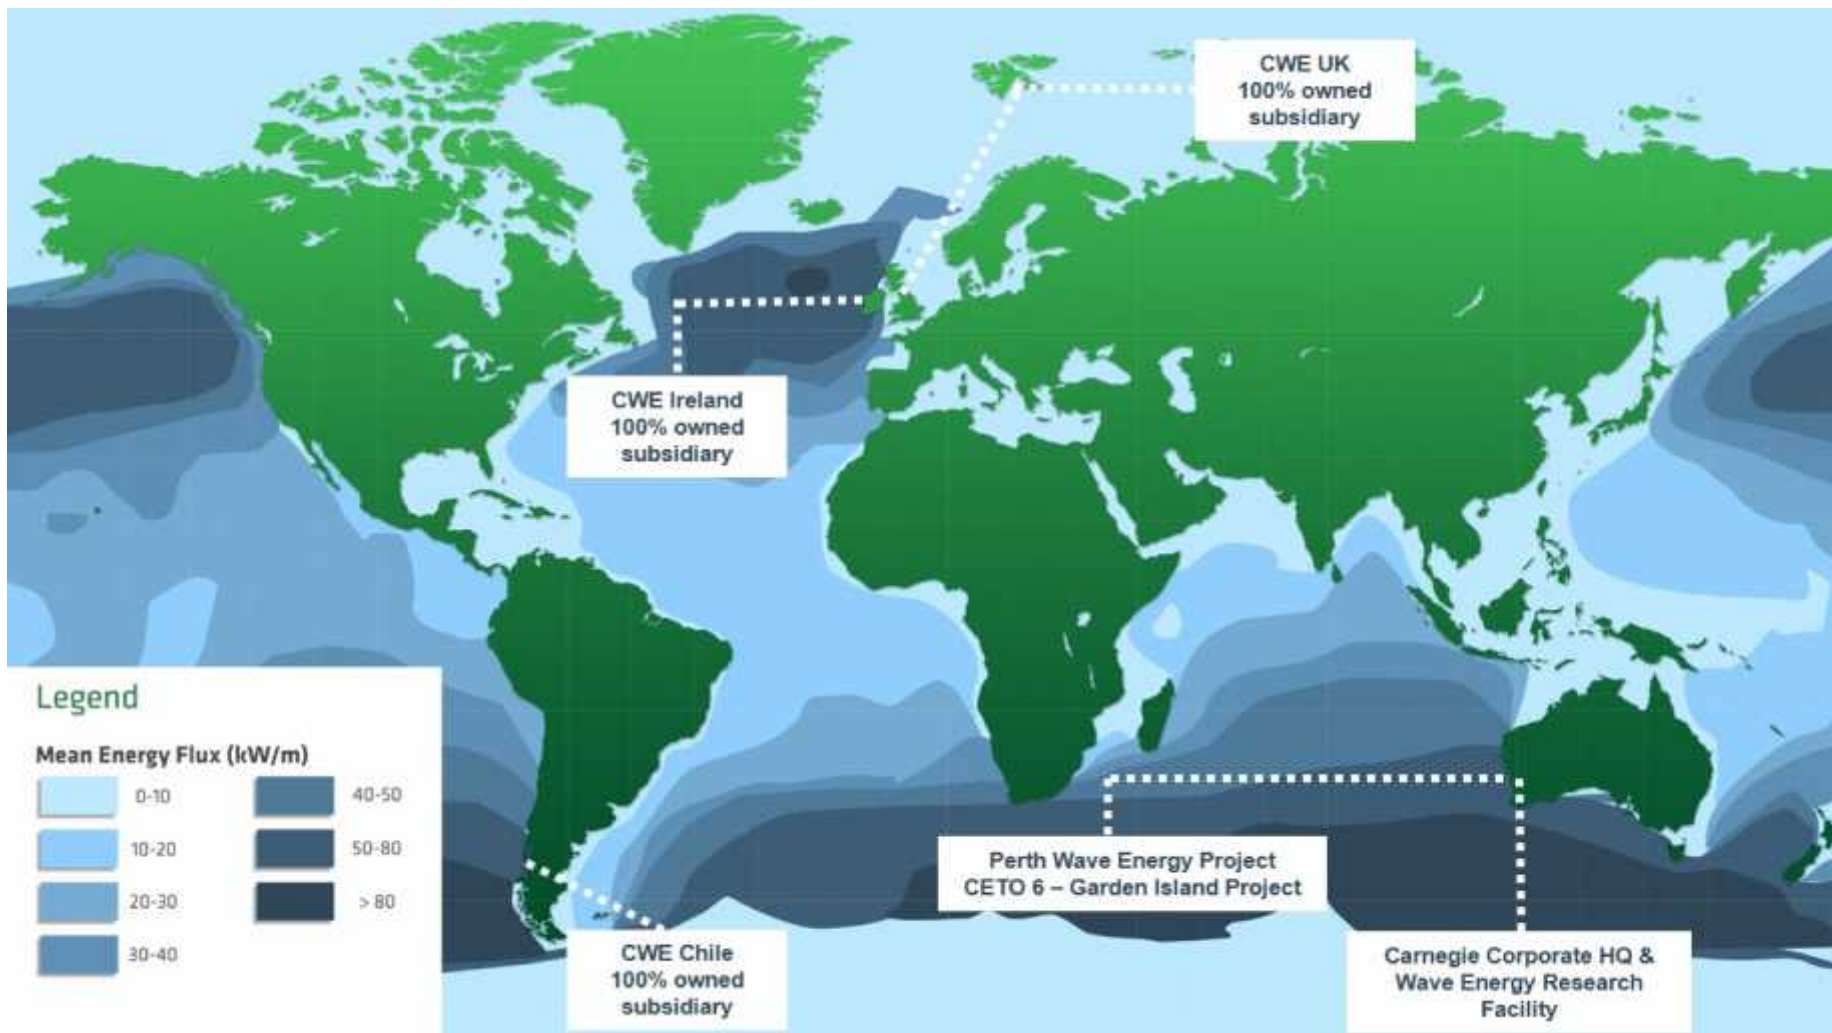 CWE UK
100% owned
subsidiary
CWE Ireland
100% owned
subsidiary
Legend
Mean Energy Flux (kW/m)
0-10
10-20
20-30
30-40
40-50
50-80
> 80
Perth Wave Energy Project
CETO 6 – Garden Island Project
CWE Chile
100% owned
subsidiary
Carnegie Corporate HQ &
Wave Energy Research
Facility